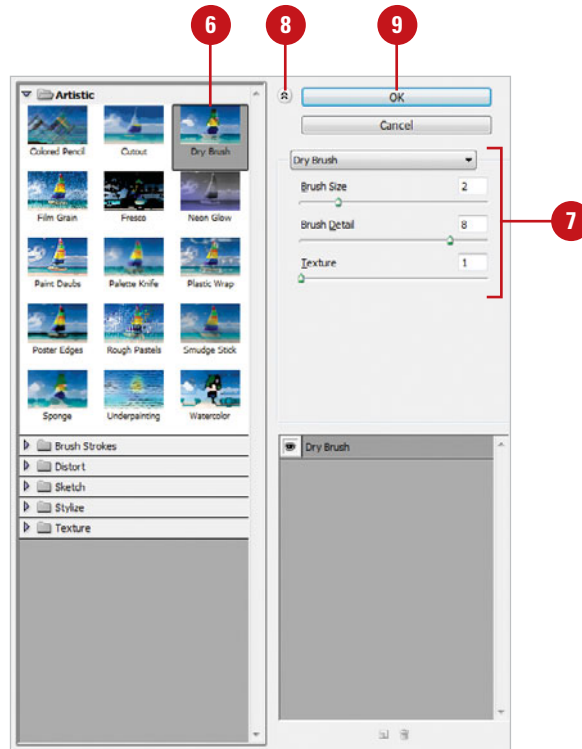 6
8
9
Artistic
Colored Pencil
Cutout
Dry Brush
Film Grain
Fresco
Neon Glow
Paint Daubs
Palette Knife
Plastic Wrap
Poster Edges
Rough Pastels
Smudge Stick
Sponge
Underpainting
Watercolor
Brush Strokes
Distort
Sketch
Stylize
Texture
OK
Cancel
Dry Brush
Brush Size 2
Brush Detail 8
Texture 1
7
Dry Brush